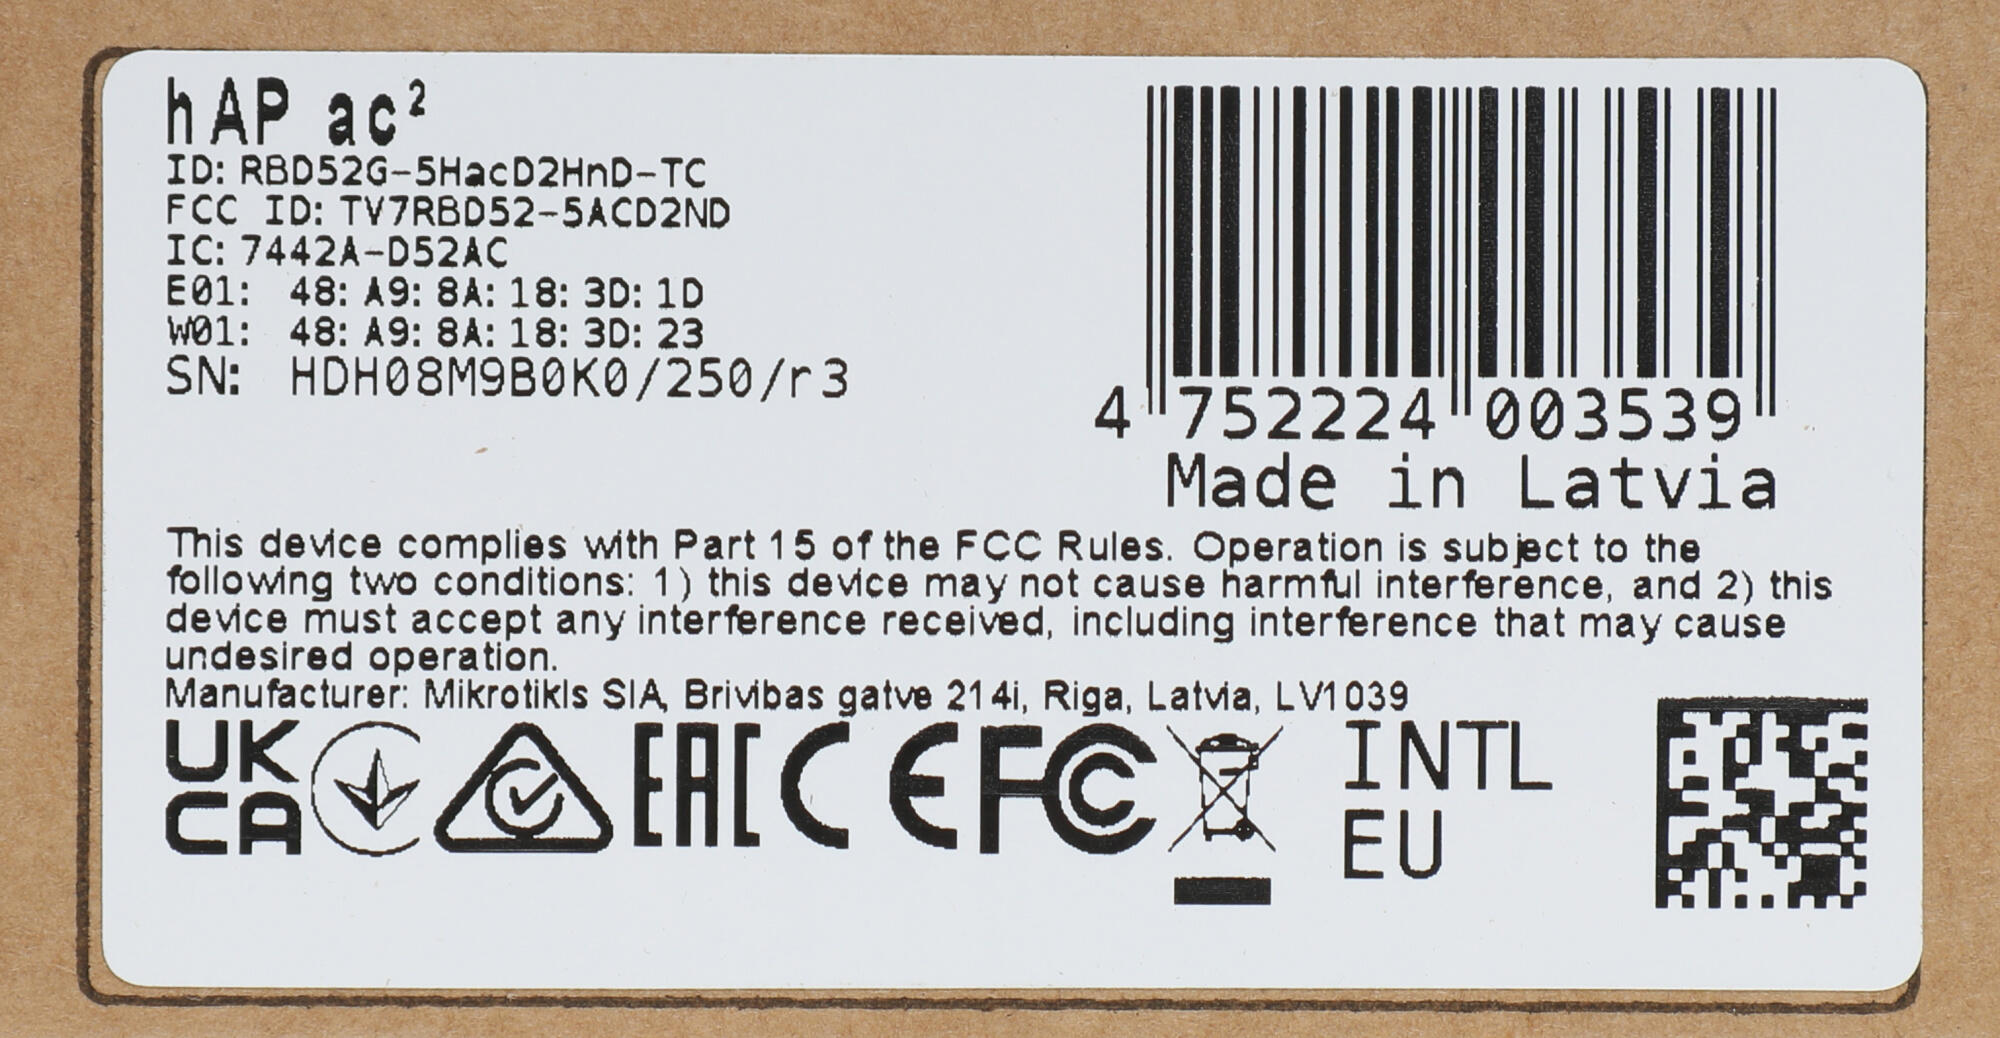 hAP ac²
ID: RBD52G-5HacD2HnD-TC
FCC ID: TV7RBD52-5ACD2ND
IC: 7442A-D52AC
E01: 48: A9: 8A: 18: 3D: 1D
W01: 48: A9: 8A: 18: 3D: 23
SN: HDH08M9B0K0/250/r3
4 752224 003539
Made in Latvia
This device complies with Part 15 of the FCC Rules. Operation is subject to the
following two conditions: 1) this device may not cause harmful interference, and 2) this
device must accept any interference received, including interference that may cause
undesired operation.
Manufacturer: Mikrotikls SIA, Brivibas gatve 214i, Riga, Latvia, LV1039
UK
CA
EAC CE FC
INTL
EU